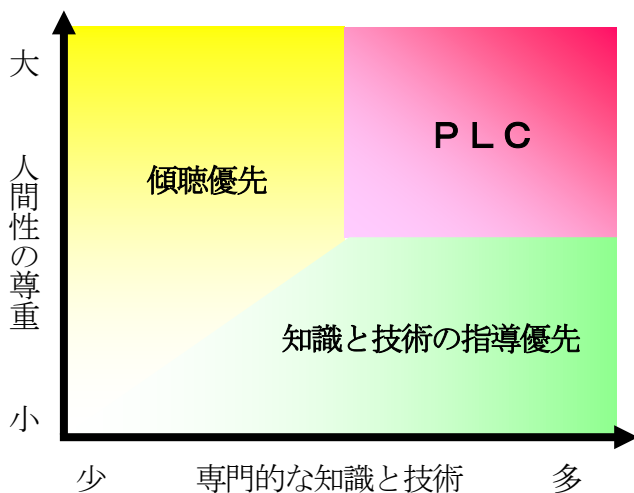 大
人間性の尊重
小
ＰＬＣ
傾聴優先
知識と技術の指導優先
少
専門的な知識と技術
多